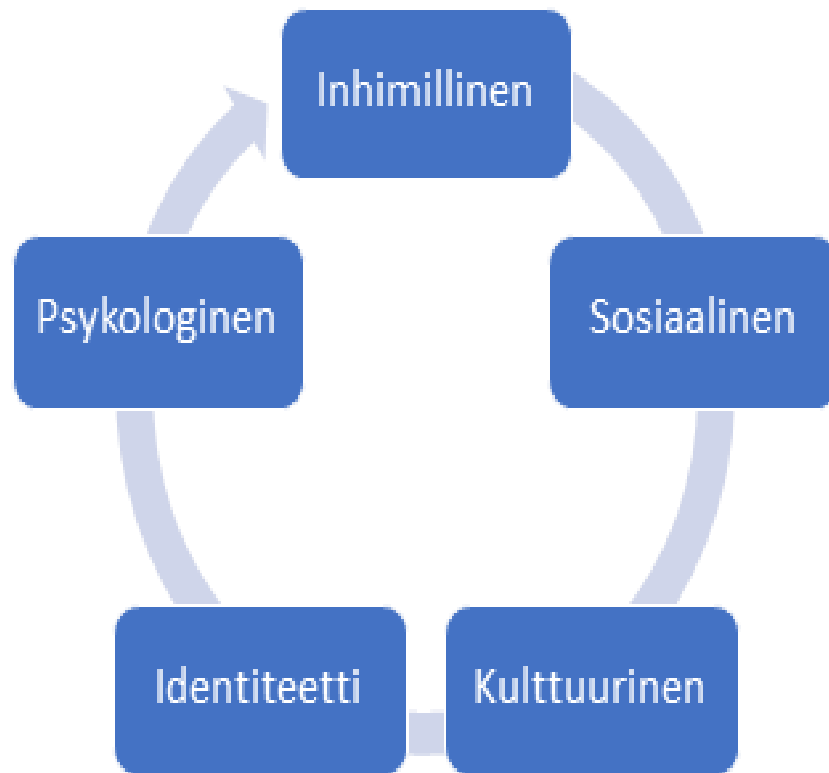 Inhimillinen
Sosiaalinen
Kulttuurinen
Identiteetti
Psykologinen